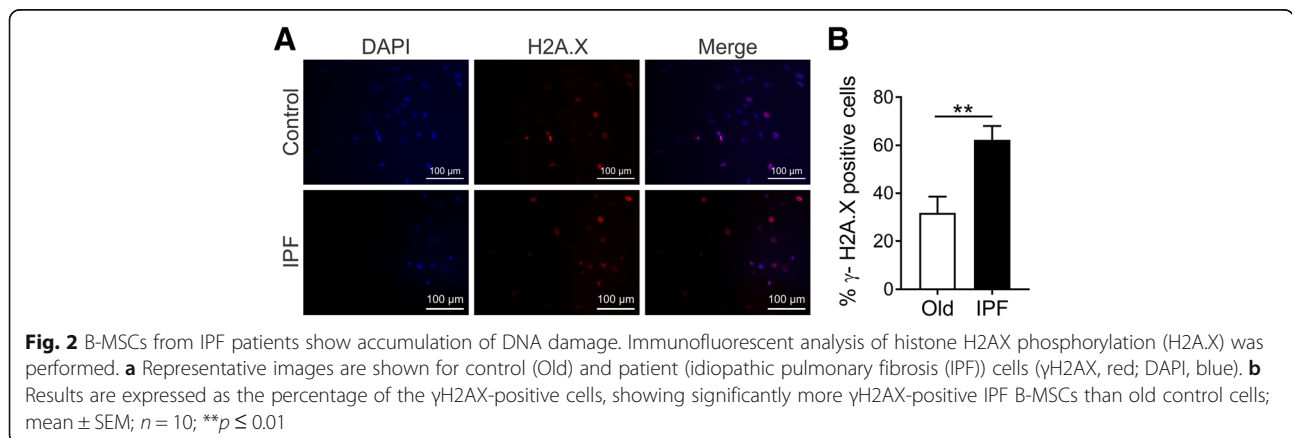 A
DAPI
H2A.X
Merge
Control
100 µm
100 µm
100 µm
IPF
100 µm
100 µm
100 µm
B
% γ- H2A.X positive cells
80
60
40
20
0
**
Old
IPF
Fig. 2 B-MSCs from IPF patients show accumulation of DNA damage. Immunofluorescent analysis of histone H2AX phosphorylation (H2A.X) was
performed. a Representative images are shown for control (Old) and patient (idiopathic pulmonary fibrosis (IPF)) cells (γH2AX, red; DAPI, blue). b
Results are expressed as the percentage of the γH2AX-positive cells, showing significantly more γH2AX-positive IPF B-MSCs than old control cells;
mean ± SEM; n = 10; **p ≤ 0.01